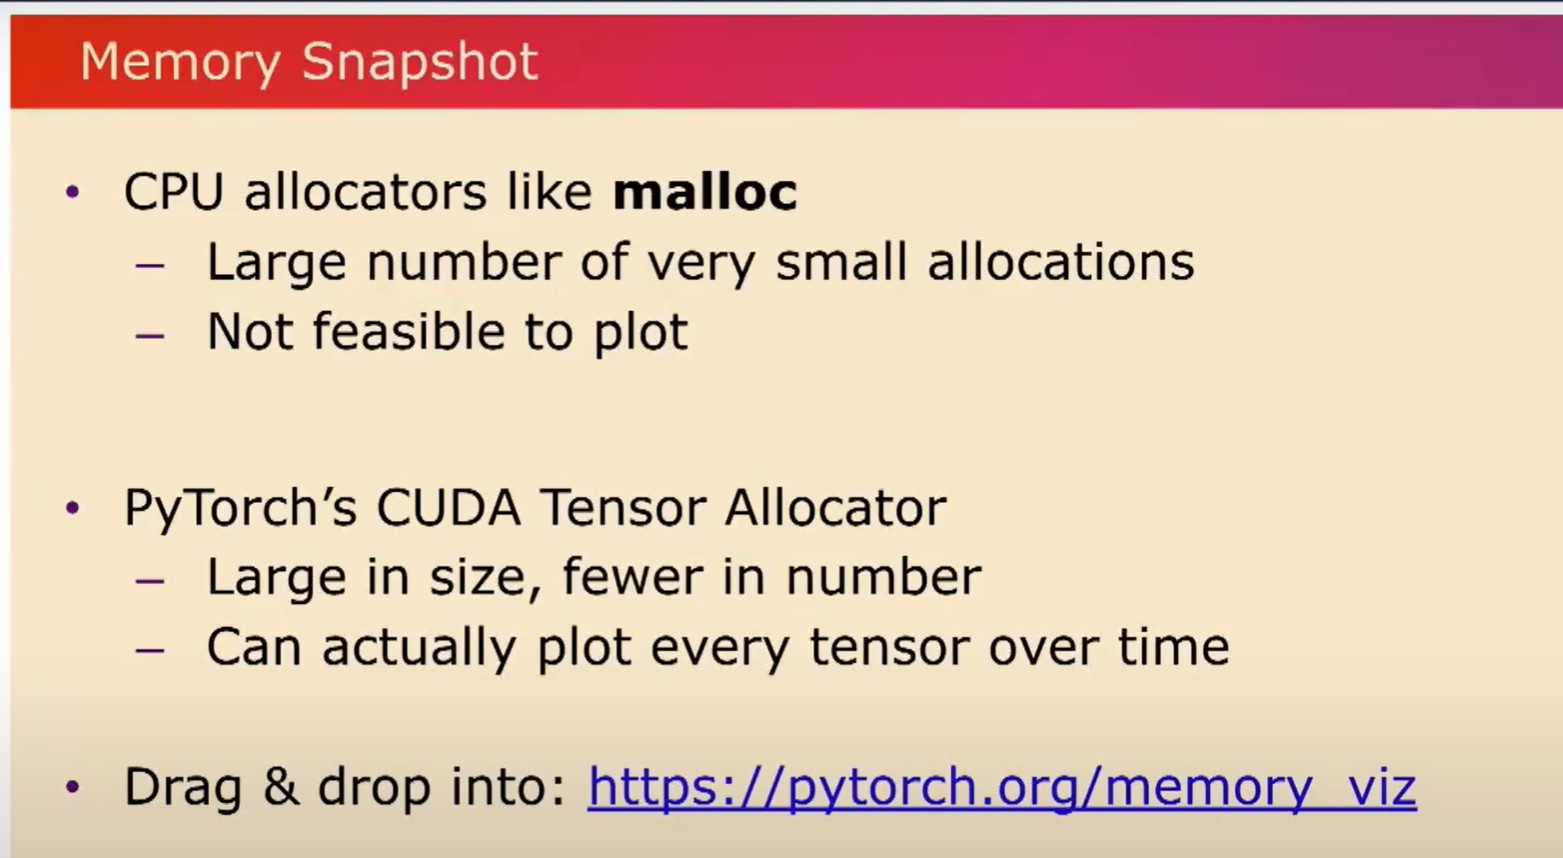 Memory Snapshot
• CPU allocators like malloc
– Large number of very small allocations
– Not feasible to plot
• PyTorch’s CUDA Tensor Allocator
– Large in size, fewer in number
– Can actually plot every tensor over time
• Drag & drop into: https://pytorch.org/memory_viz